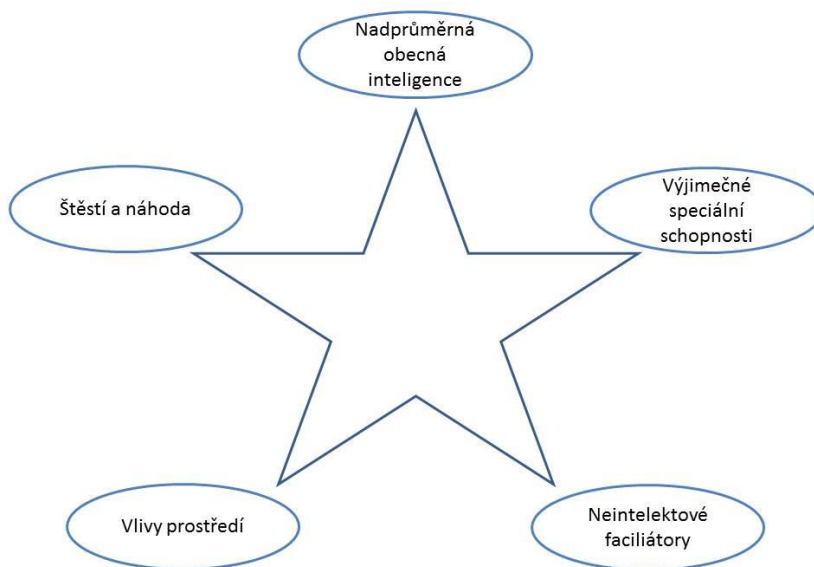 Nadprůměrná
obecná
inteligence
Štěstí a náhoda
Výjimečné
speciální
schopnosti
Vlivy prostředí
Neintelektové
faciliátory